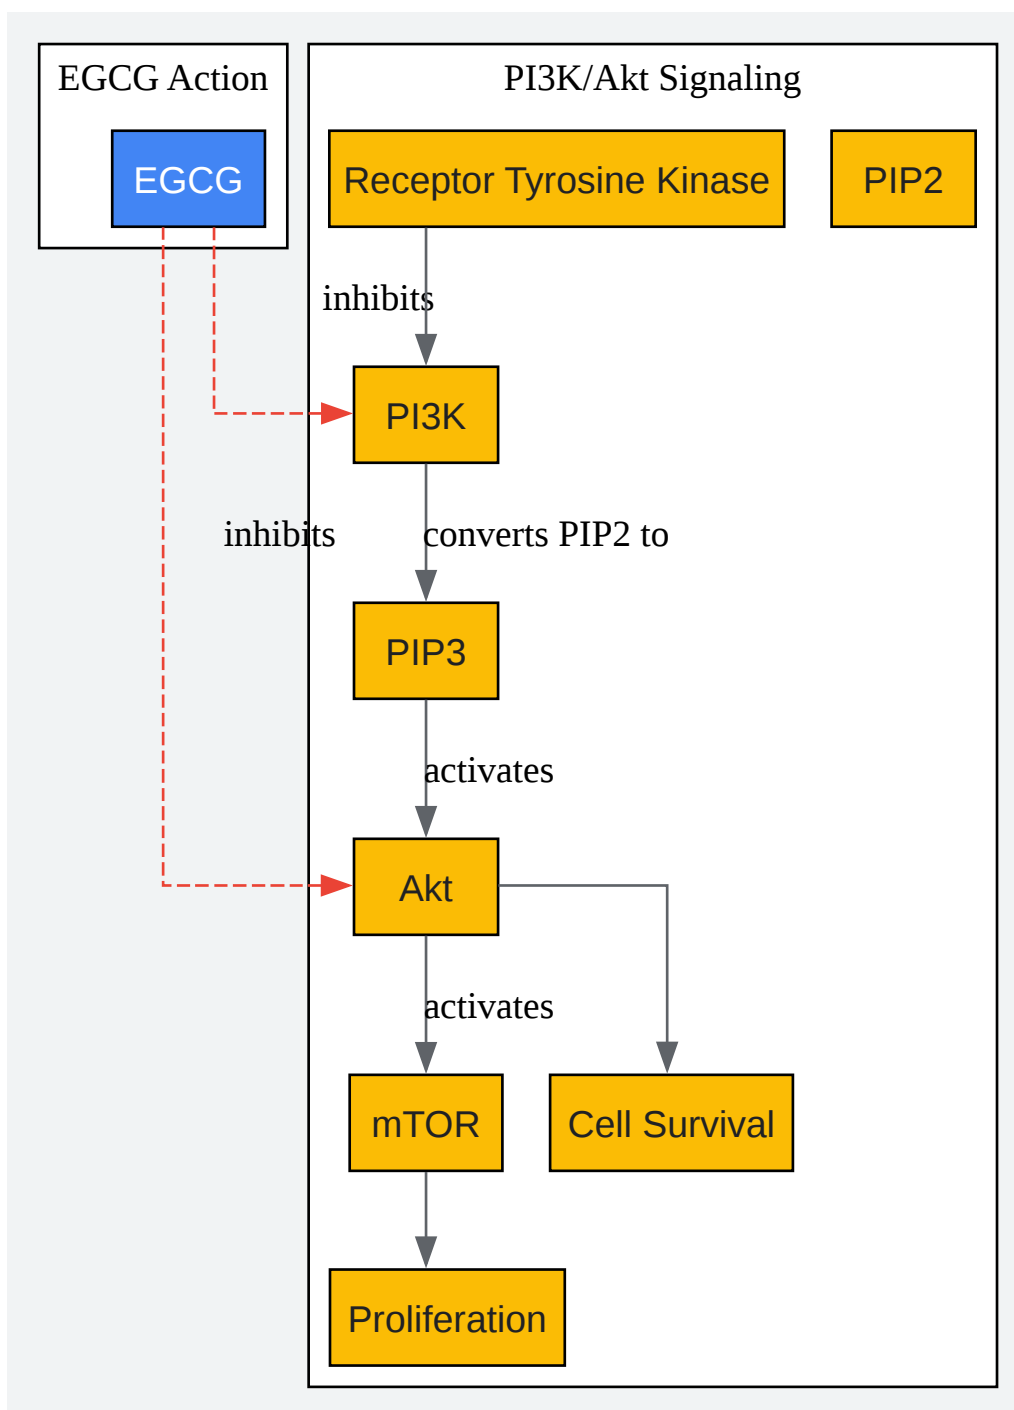 EGCG Action
PI3K/Akt Signaling
EGCG
Receptor Tyrosine Kinase
PIP2
inhibits
PI3K
inhibits
converts PIP2 to
PIP3
activates
Akt
activates
mTOR
Cell Survival
Proliferation